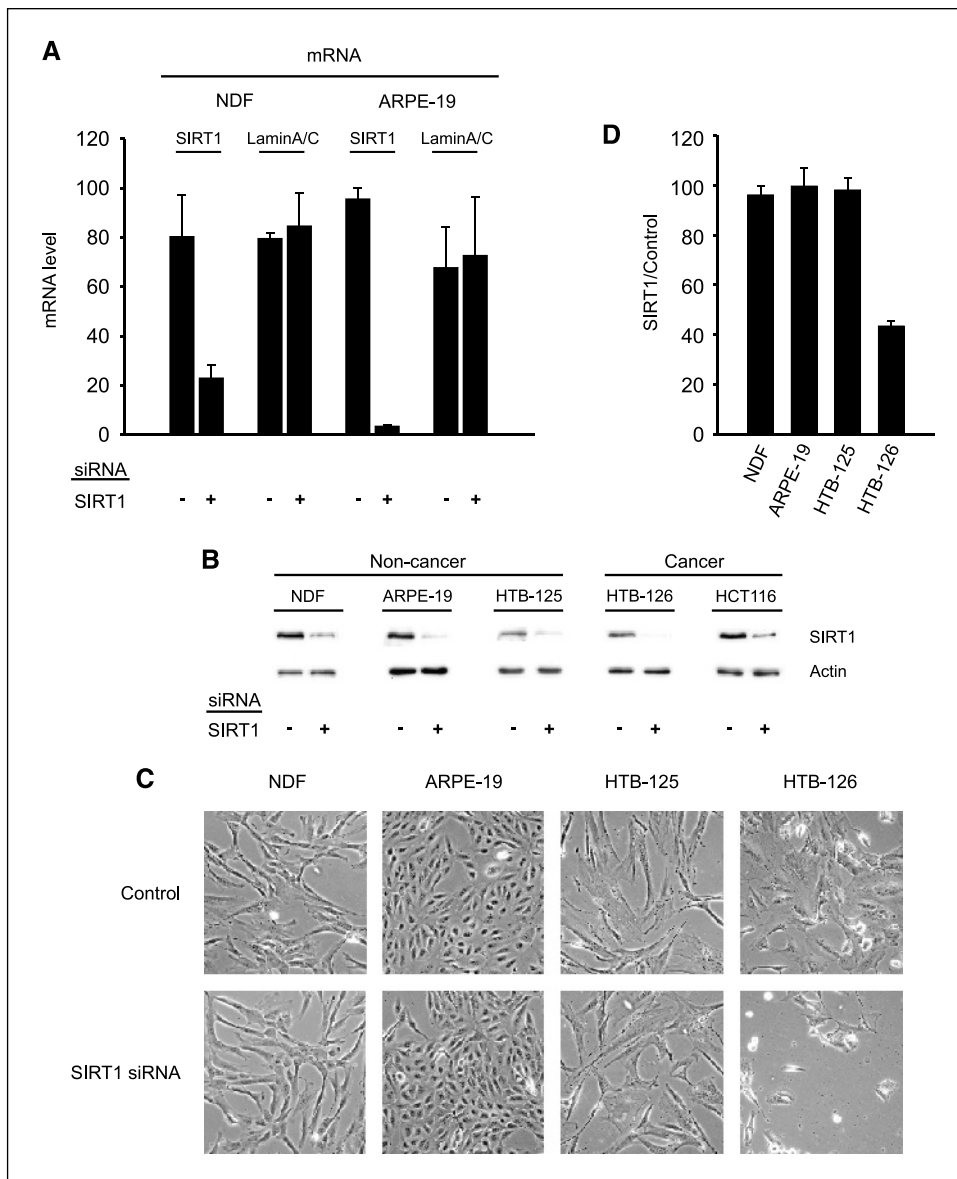 A
mRNA
NDF ARPE-19
SIRT1 LaminA/C SIRT1 LaminA/C
120
100
80
60
40
20
0
mRNA level
siRNA
SIRT1 - + - + - + - +
D
120
100
80
60
40
20
0
SIRT1/Control
NDF
ARPE-19
HTB-125
HTB-126
B
Non-cancer Cancer
NDF ARPE-19 HTB-125 HTB-126 HCT116
SIRT1
Actin
siRNA
SIRT1 - + - + - + - + - +
C
NDF ARPE-19 HTB-125 HTB-126
Control
SIRT1 siRNA